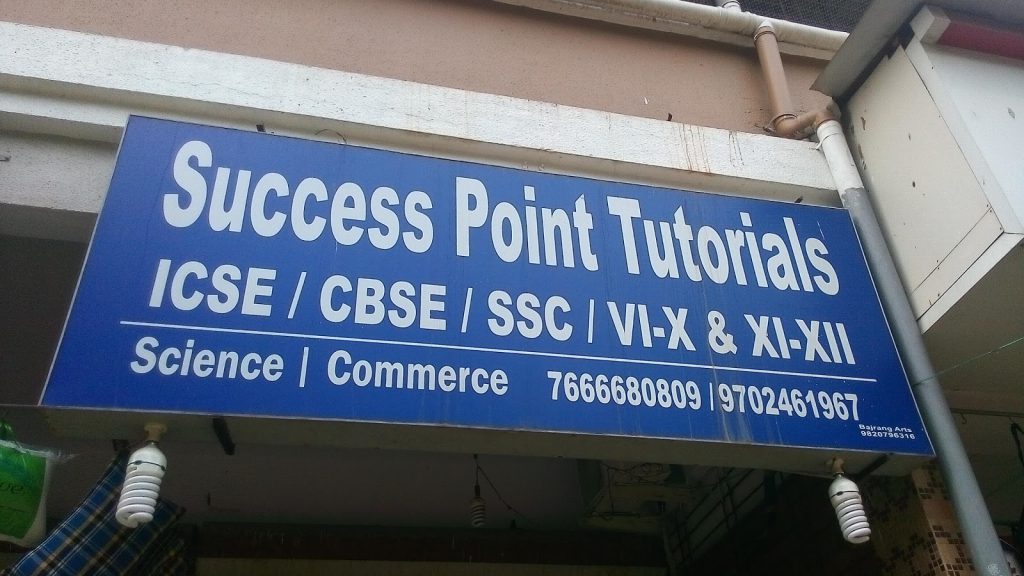 Success Point Tutorials
ICSE / CBSE / SSC / VI-X & XI-XII
Science | Commerce 7666680809 / 9702461967
Bajrang Arts
9820796316